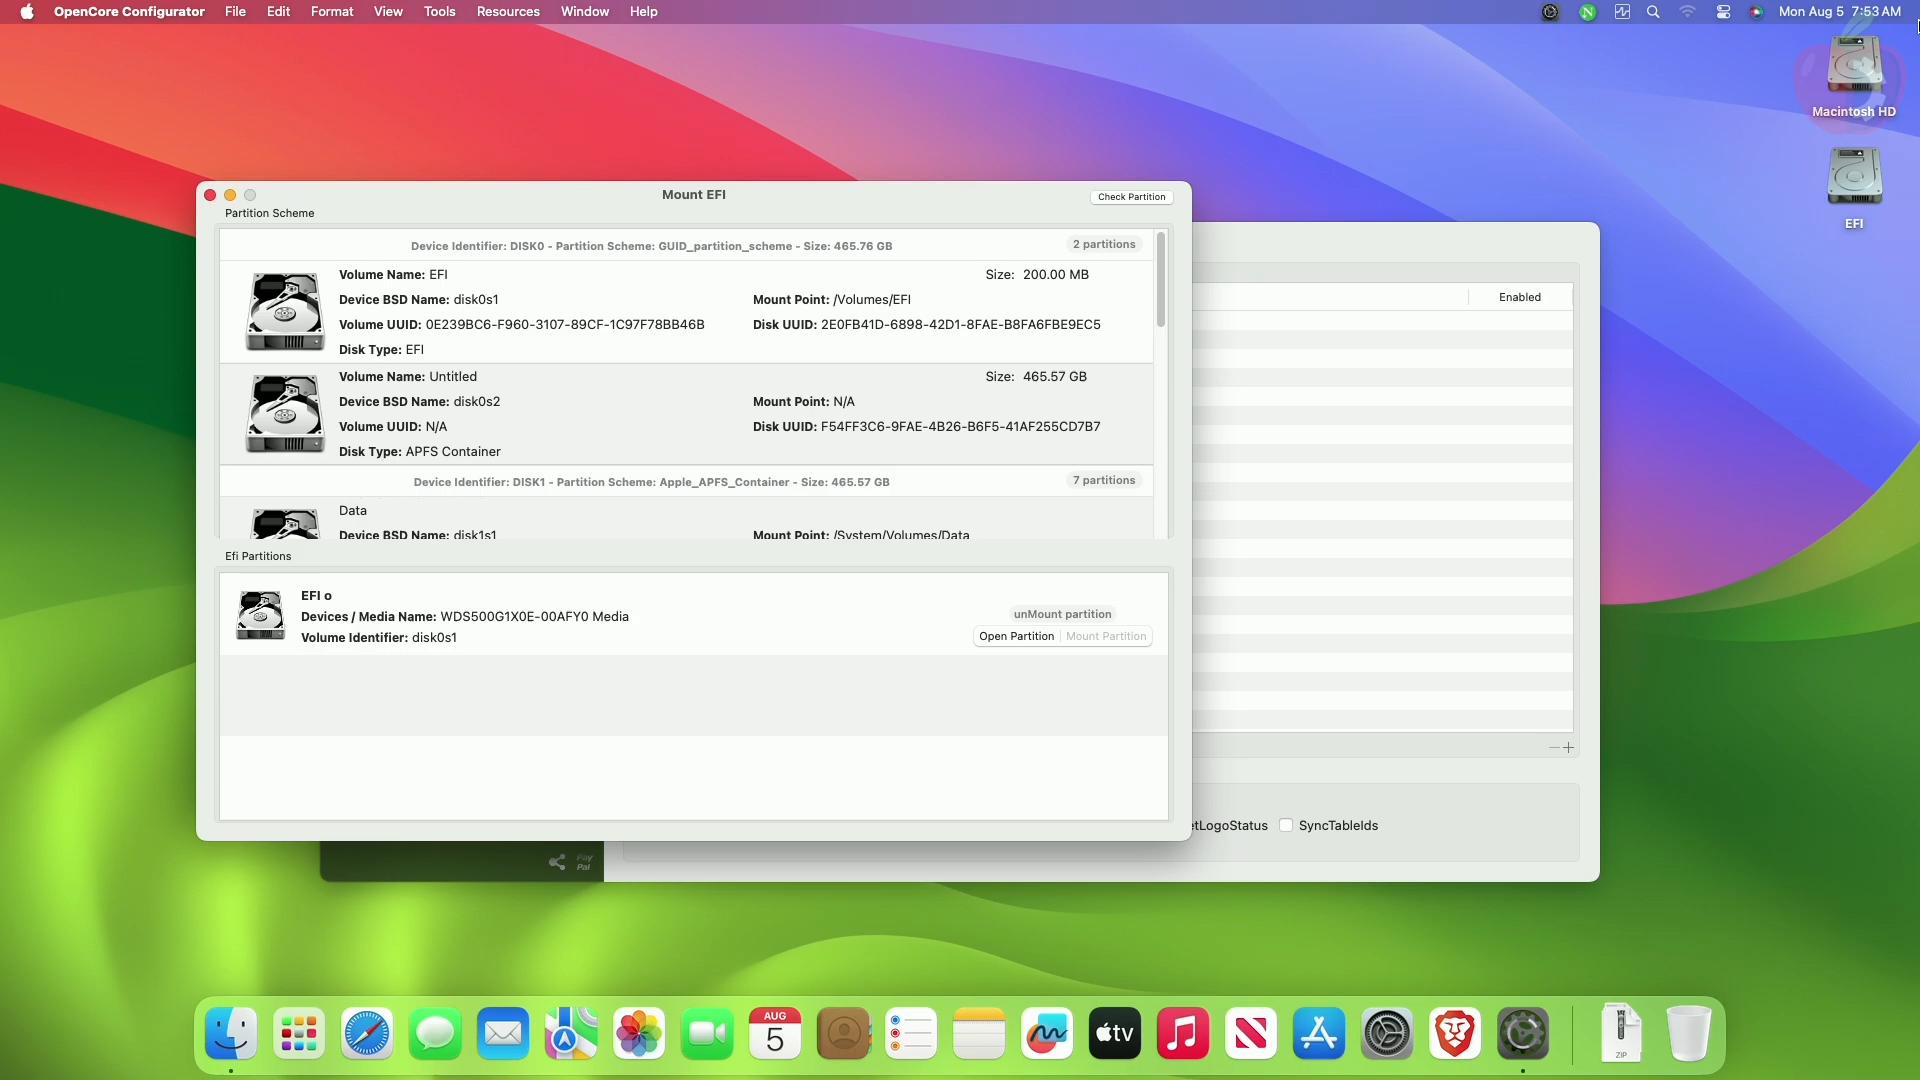 OpenCore Configurator File Edit Format View Tools Resources Window Help
Mon Aug 5 7:53 AM
Macintosh HD
EFI
Mount EFI
Check Partition
Partition Scheme
Device Identifier: DISK0 - Partition Scheme: GUID_partition_scheme - Size: 465.76 GB
2 partitions
Volume Name: EFI
Size: 200.00 MB
Device BSD Name: disk0s1
Mount Point: /Volumes/EFI
Volume UUID: 0E239BC6-F960-3107-89CF-1C97F78BB46B
Disk UUID: 2E0FB41D-6898-42D1-8FAE-B8FA6FBE9EC5
Disk Type: EFI
Volume Name: Untitled
Size: 465.57 GB
Device BSD Name: disk0s2
Mount Point: N/A
Volume UUID: N/A
Disk UUID: F54FF3C6-9FAE-4B26-B6F5-41AF255CD7B7
Disk Type: APFS Container
Device Identifier: DISK1 - Partition Scheme: Apple_APFS_Container - Size: 465.57 GB
7 partitions
Data
Device BSD Name: disk1s1
Mount Point: /System/Volumes/Data
Efi Partitions
EFI o
Devices / Media Name: WDS500G1X0E-00AFY0 Media
Volume Identifier: disk0s1
unMount partition
Open Partition
Mount Partition
Enabled
etLogoStatus
SyncTableIds
Pay
Pal
AUG
5
tv
ZIP